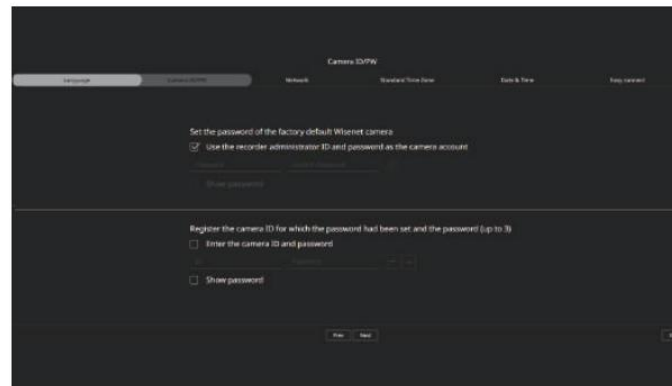 Camera ID/PW
Language Camera ID/PW Network Standard Time Zone Date & Time Easy connect
Set the password of the factory default Wisenet camera
Use the recorder administrator ID and password as the camera account
Show password
Register the camera ID for which the password had been set and the password (up to 3)
Enter the camera ID and password
ID Password
Show password
Prev Next